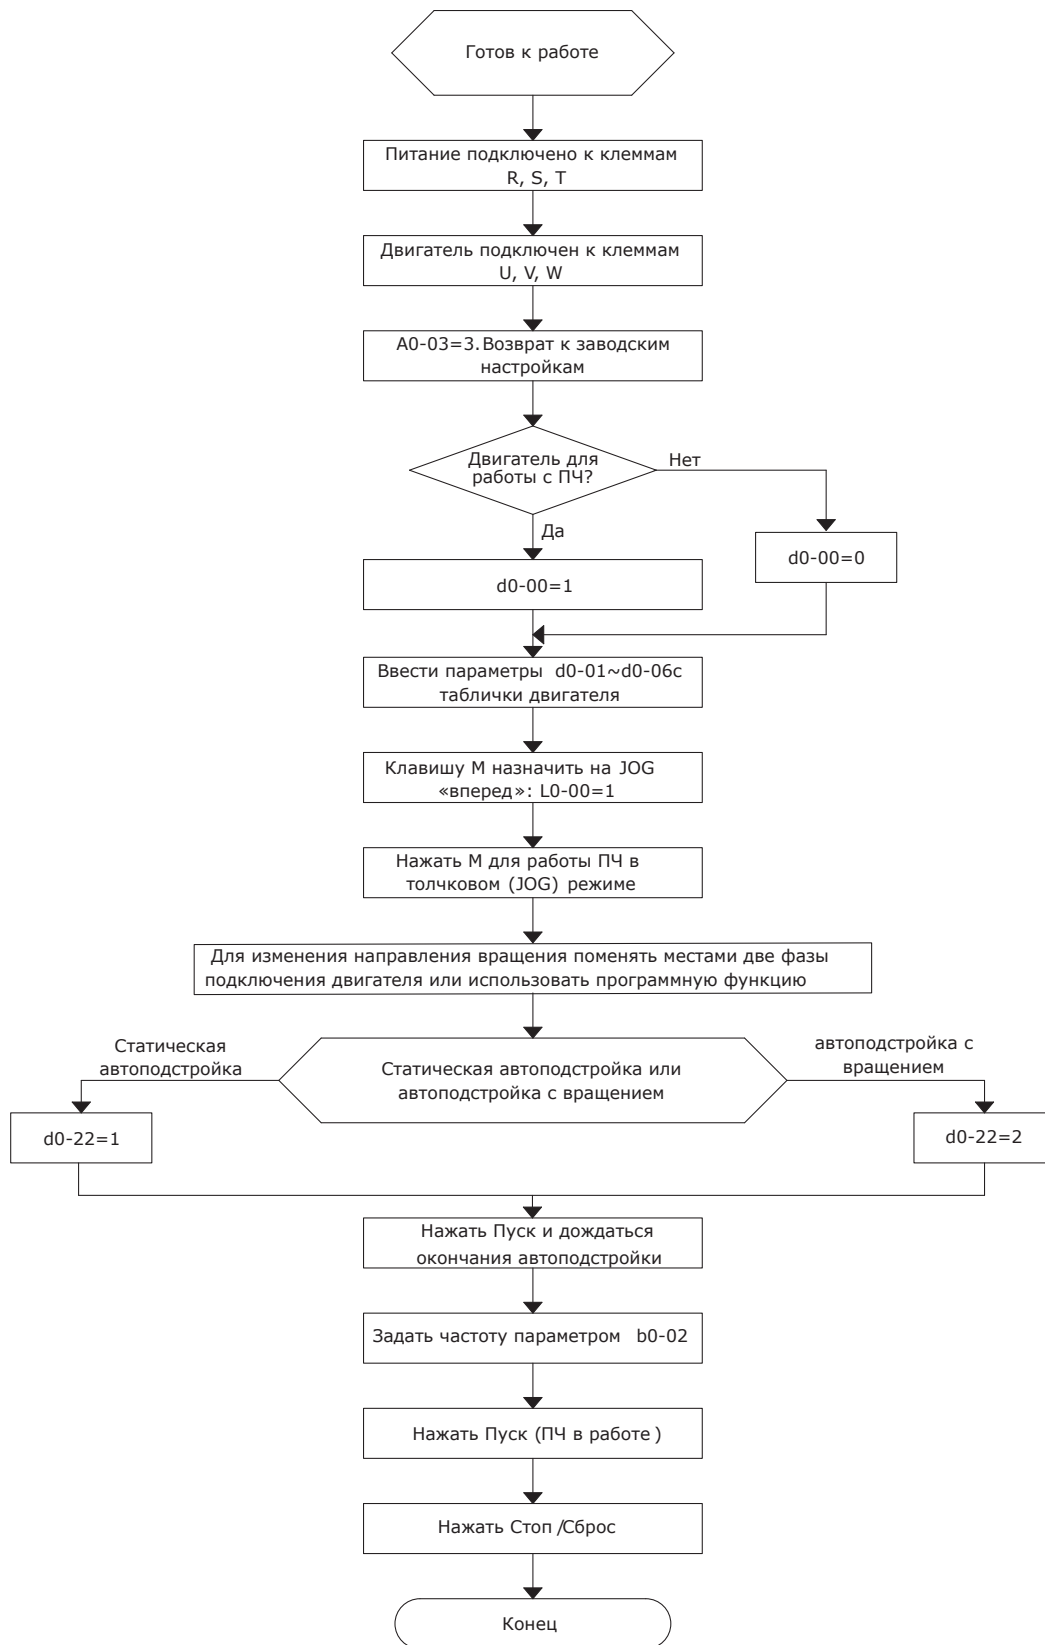 Готов к работе
Питание подключено к клеммам
R, S, T
Двигатель подключен к клеммам
U, V, W
A0-03=3.Возврат к заводским
настройкам
Двигатель для
работы с ПЧ?
Нет
Да
d0-00=0
d0-00=1
Ввести параметры d0-01~d0-06с
таблички двигателя
Клавишу М назначить на JOG
«вперед»: L0-00=1
Нажать М для работы ПЧ в
толчковом (JOG) режиме
Для изменения направления вращения поменять местами две фазы
подключения двигателя или использовать программную функцию
Статическая
автоподстройка
Статическая автоподстройка или
автоподстройка с вращением
автоподстройка с
вращением
d0-22=1
d0-22=2
Нажать Пуск и дождаться
окончания автоподстройки
Задать частоту параметром b0-02
Нажать Пуск (ПЧ в работе )
Нажать Стоп /Сброс
Конец